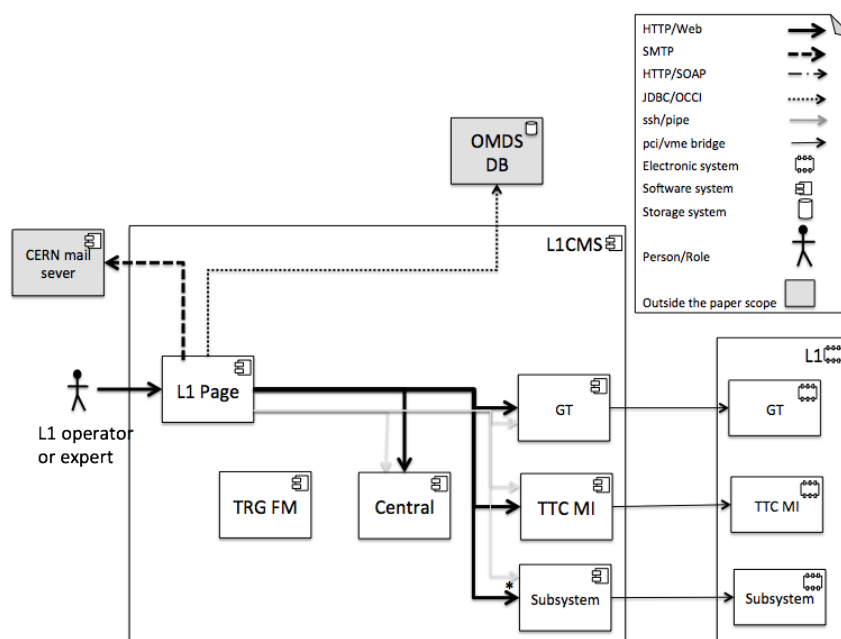 HTTP/Web
SMTP
HTTP/SOAP
JDBC/OCCI
ssh/pipe
pci/vme bridge
Electronic system
Software system
Storage system
Person/Role
Outside the paper scope
OMDS
DB
L1CMS
CERN mail
sever
L1
L1 Page
GT
GT
L1 operator
or expert
TRG FM
Central
TTC MI
TTC MI
*
Subsystem
Subsystem